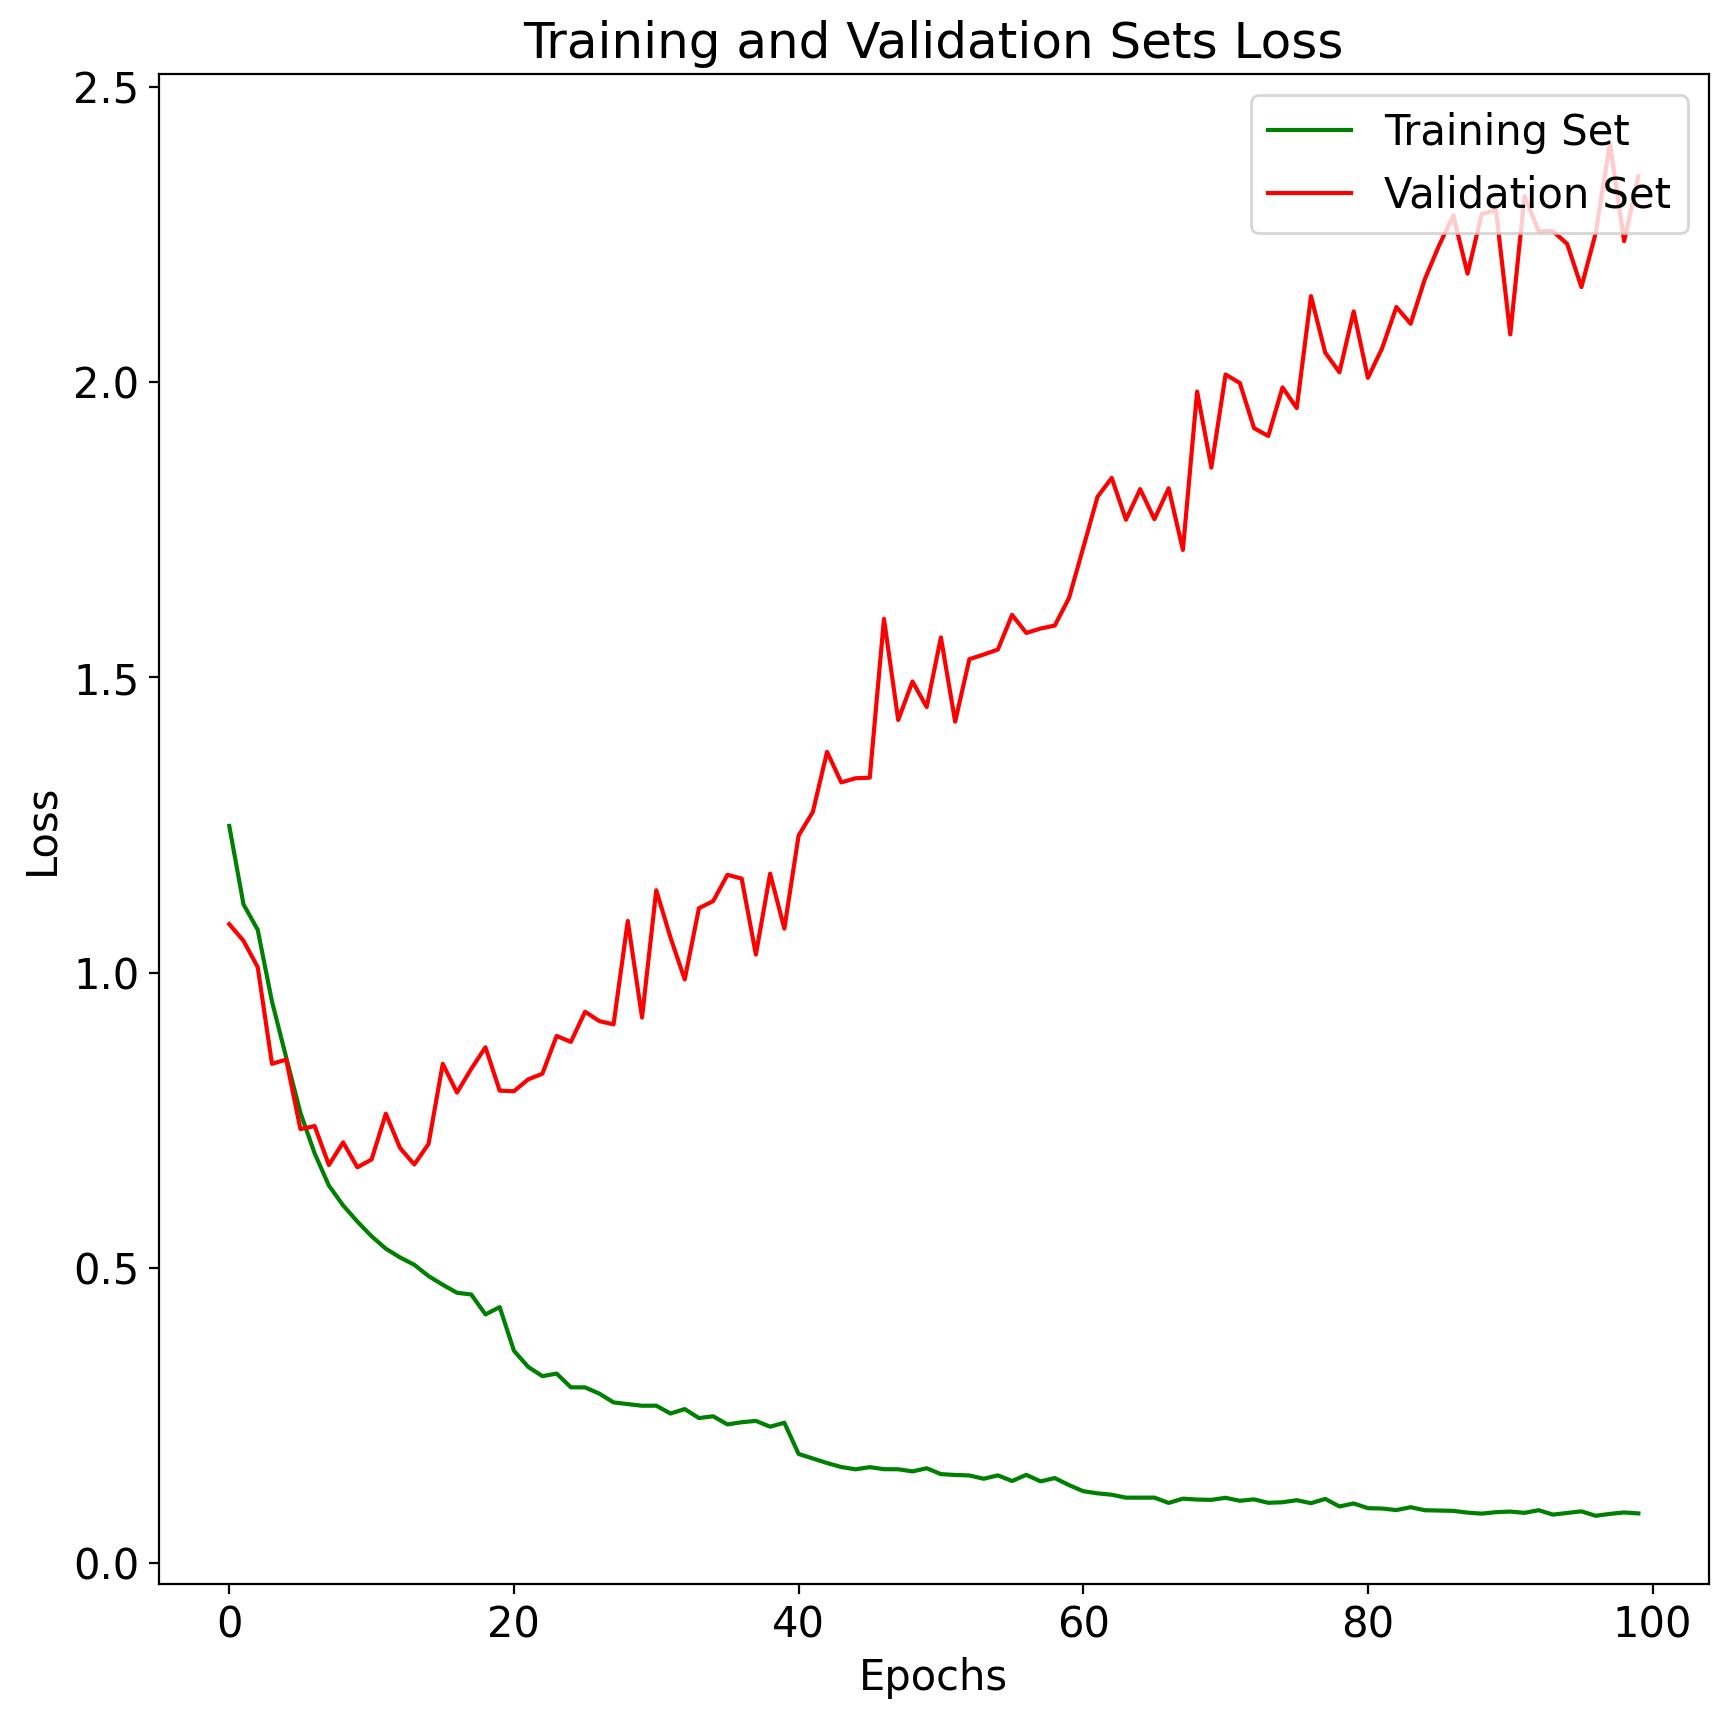 Training and Validation Sets Loss
2.5
2.0
1.5
1.0
0.5
0.0
Loss
Training Set
Validation Set
0 20 40 60 80 100
Epochs